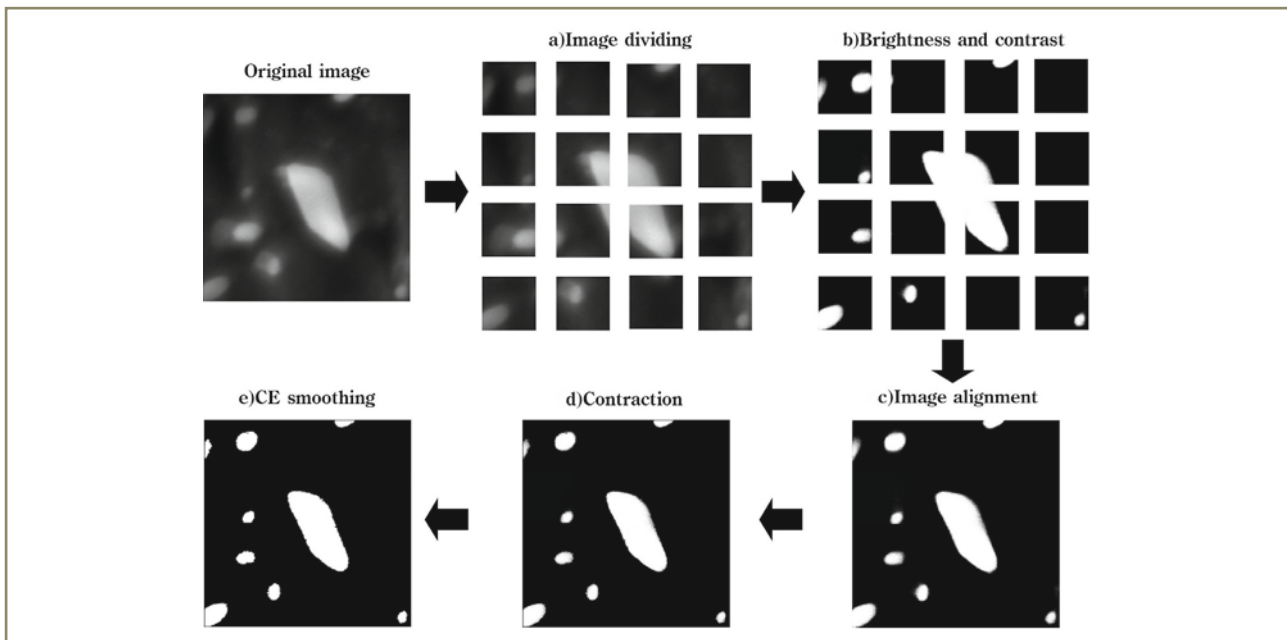 Original image
a)Image dividing
b)Brightness and contrast
c)Image alignment
d)Contraction
e)CE smoothing